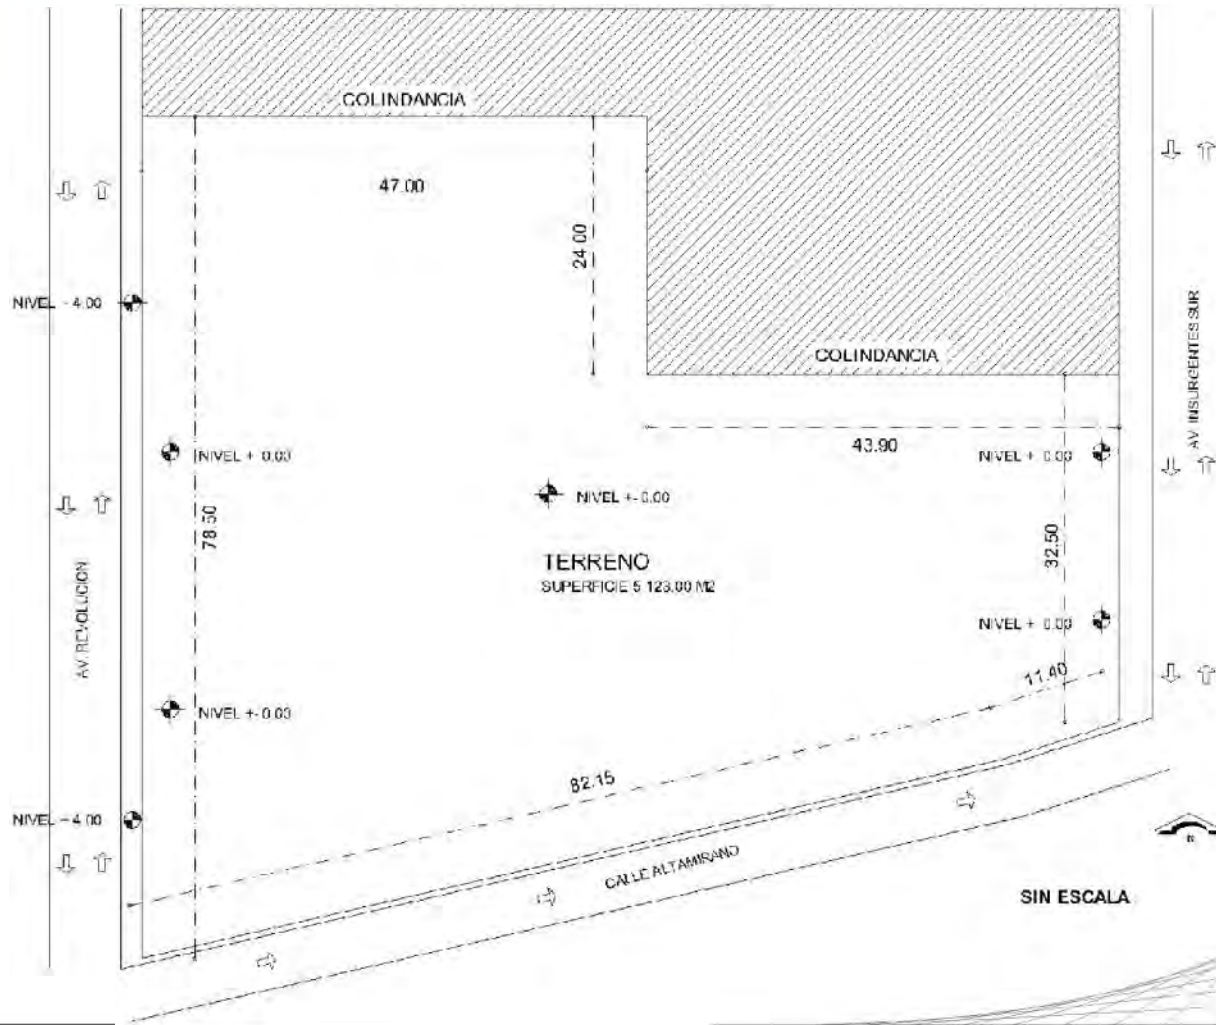 COLINDANCIA
47.00
24.00
NIVEL - 4.00
COLINDANCIA
AV. INSURGENTES SUR
43.90
NIVEL + 0.00
NIVEL + 0.00
NIVEL +- 0.00
78.50
32.50
TERRENO
SUPERFICIE 5 123.00 M2
AV. REVOLUCION
NIVEL + 0.00
11.40
NIVEL +- 0.00
82.15
NIVEL - 4.00
CALLE ALTAMIRANO
N
SIN ESCALA